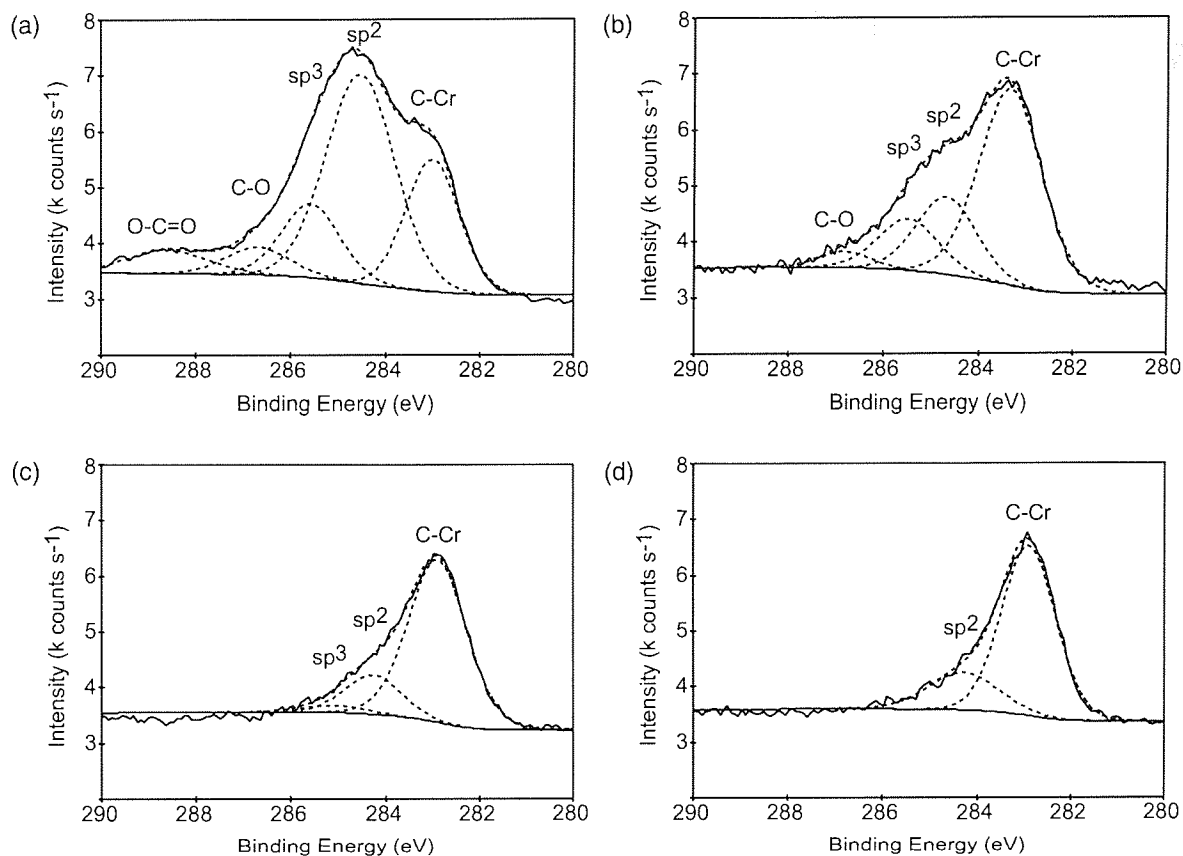 (a)
8
7
6
5
4
3
Intensity (k counts s-1)
sp2
sp3
C-Cr
C-O
O-C=O
290 288 286 284 282 280
Binding Energy (eV)
(b)
8
7
6
5
4
3
Intensity (k counts s-1)
C-Cr
sp2
sp3
C-O
290 288 286 284 282 280
Binding Energy (eV)
(c)
8
7
6
5
4
3
Intensity (k counts s-1)
C-Cr
sp2
sp3
290 288 286 284 282 280
Binding Energy (eV)
(d)
8
7
6
5
4
3
Intensity (k counts s-1)
C-Cr
sp2
290 288 286 284 282 280
Binding Energy (eV)